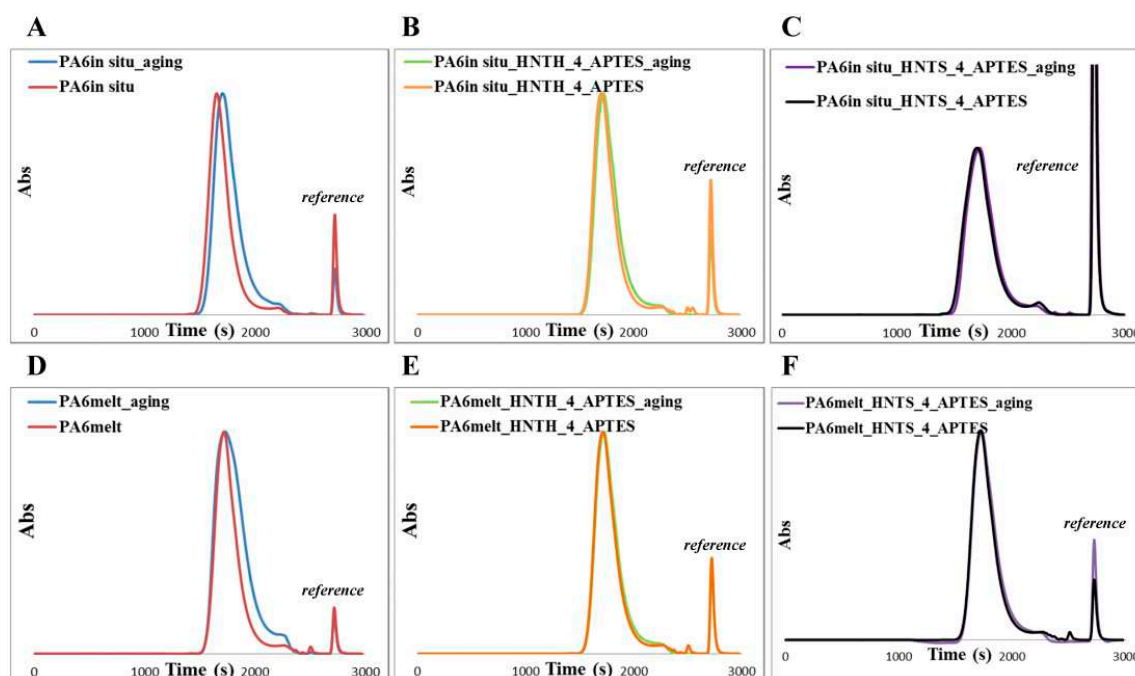 A
PA6in situ_aging
PA6in situ
reference
Abs
0 1000 2000 3000
Time (s)
B
PA6in situ_HNTH_4_APTES_aging
PA6in situ_HNTH_4_APTES
reference
Abs
0 1000 2000 3000
Time (s)
C
PA6in situ_HNTS_4_APTES_aging
PA6in situ_HNTS_4_APTES
reference
Abs
0 1000 2000 3000
Time (s)
D
PA6melt_aging
PA6melt
reference
Abs
0 1000 2000 3000
Time (s)
E
PA6melt_HNTH_4_APTES_aging
PA6melt_HNTH_4_APTES
reference
Abs
0 1000 2000 3000
Time (s)
F
PA6melt_HNTS_4_APTES_aging
PA6melt_HNTS_4_APTES
reference
Abs
0 1000 2000 3000
Time (s)